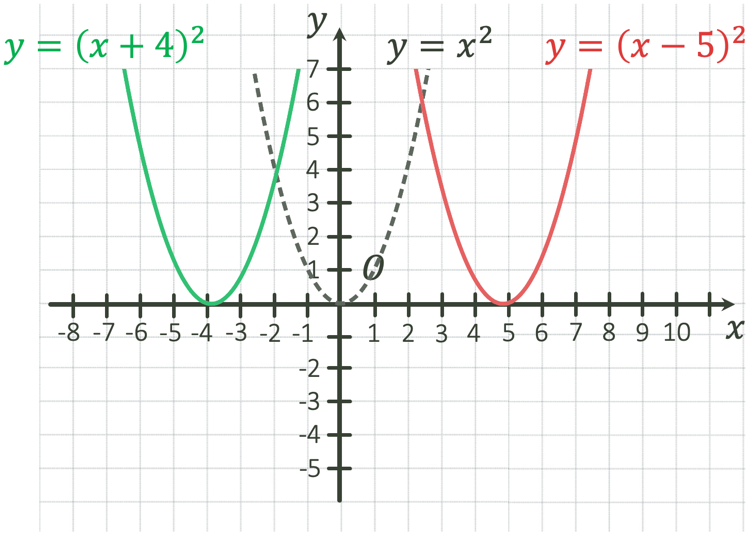 y = (x + 4)²
y
y = x²
y = (x − 5)²
7
6
5
4
3
2
1
O
-8 -7 -6 -5 -4 -3 -2 -1 1 2 3 4 5 6 7 8 9 10
x
-2
-3
-4
-5